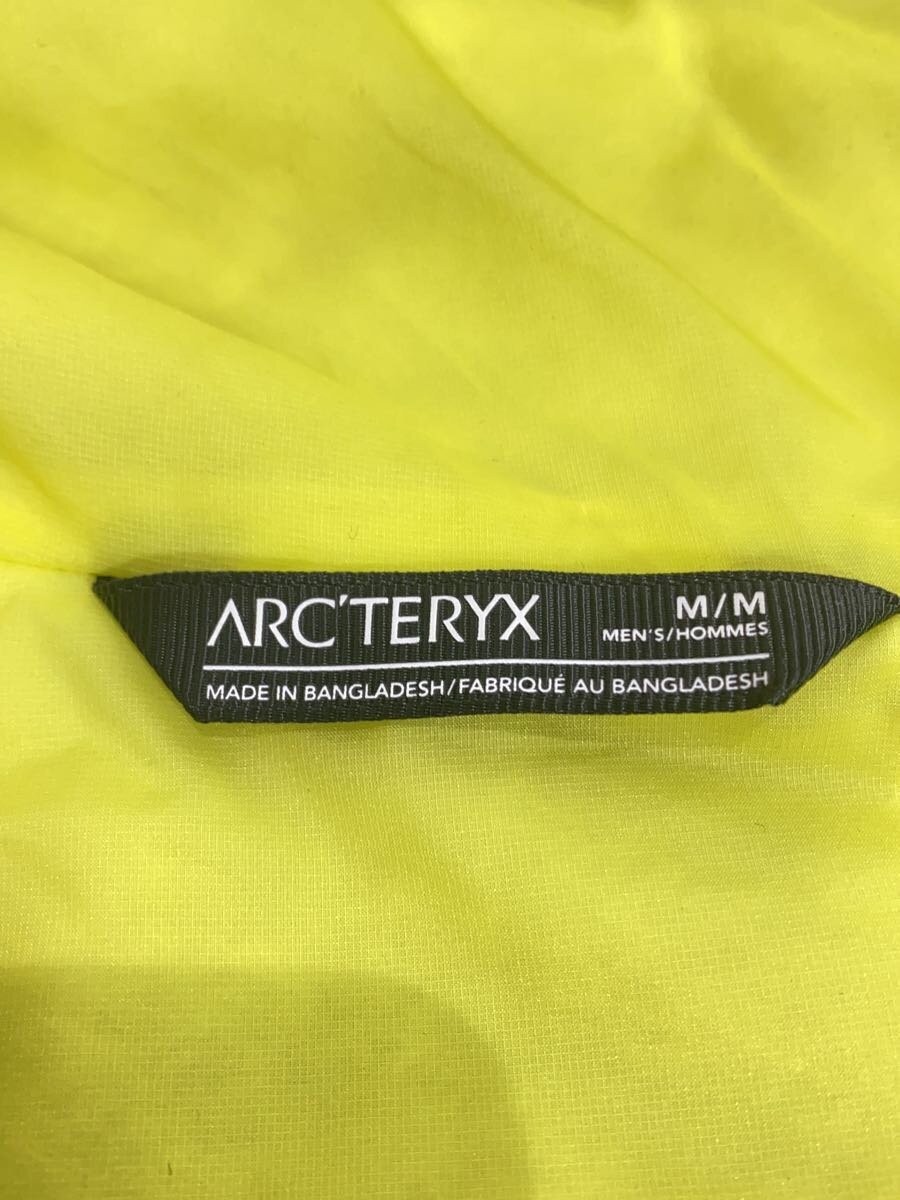 ARC'TERYX
M/M
MEN'S/HOMMES
MADE IN BANGLADESH/FABRIQUÉ AU BANGLADESH